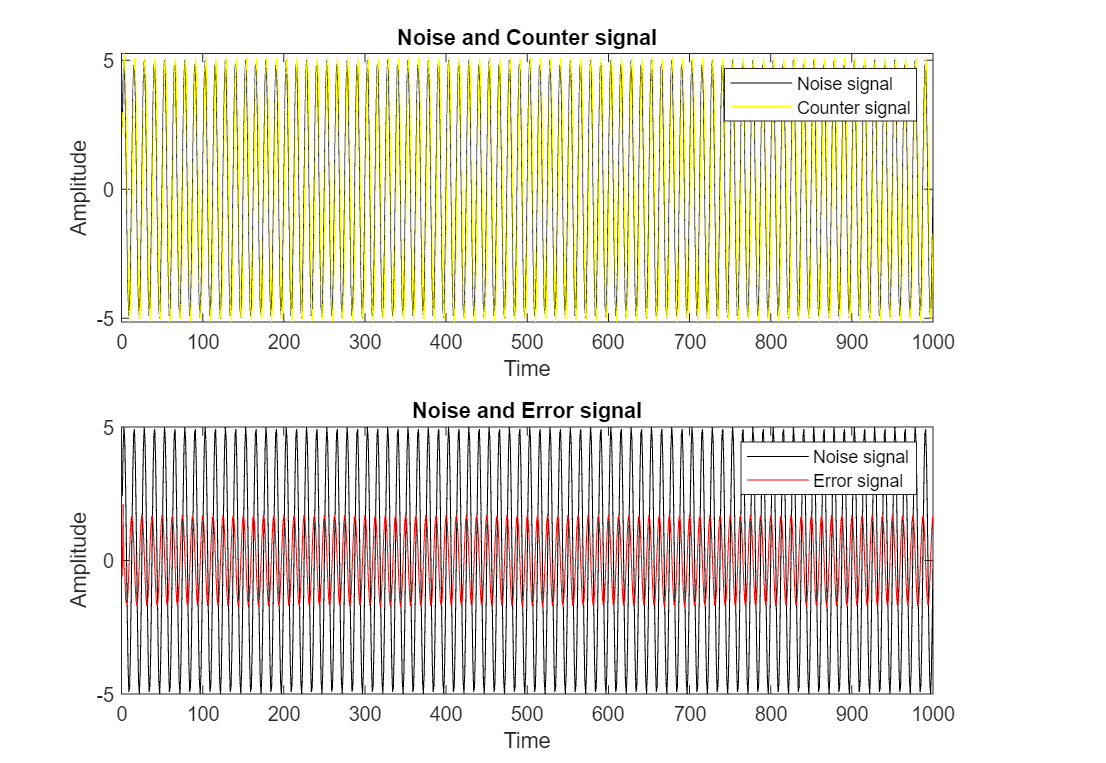 Noise and Counter signal
5
0
-5
Amplitude
Noise signal
Counter signal
0 100 200 300 400 500 600 700 800 900 1000
Time
Noise and Error signal
5
0
-5
Amplitude
Noise signal
Error signal
0 100 200 300 400 500 600 700 800 900 1000
Time